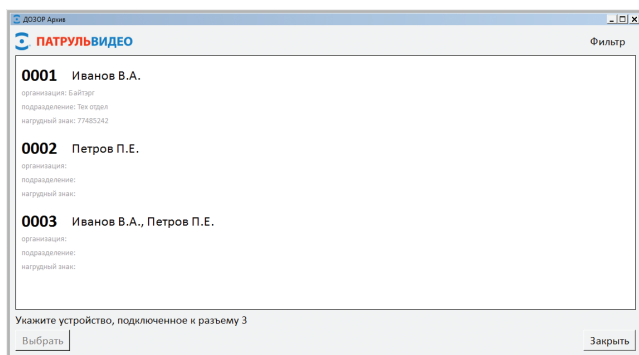 ДОЗОР Архив
ПАТРУЛЬВИДЕО
Фильтр
0001 Иванов В.А.
организация: Байтэрг
подразделение: Тех отдел
нагрудный знак: 77485242
0002 Петров П.Е.
организация:
подразделение:
нагрудный знак:
0003 Иванов В.А., Петров П.Е.
организация:
подразделение:
нагрудный знак:
Укажите устройство, подключенное к разъему 3
Выбрать
Закрыть